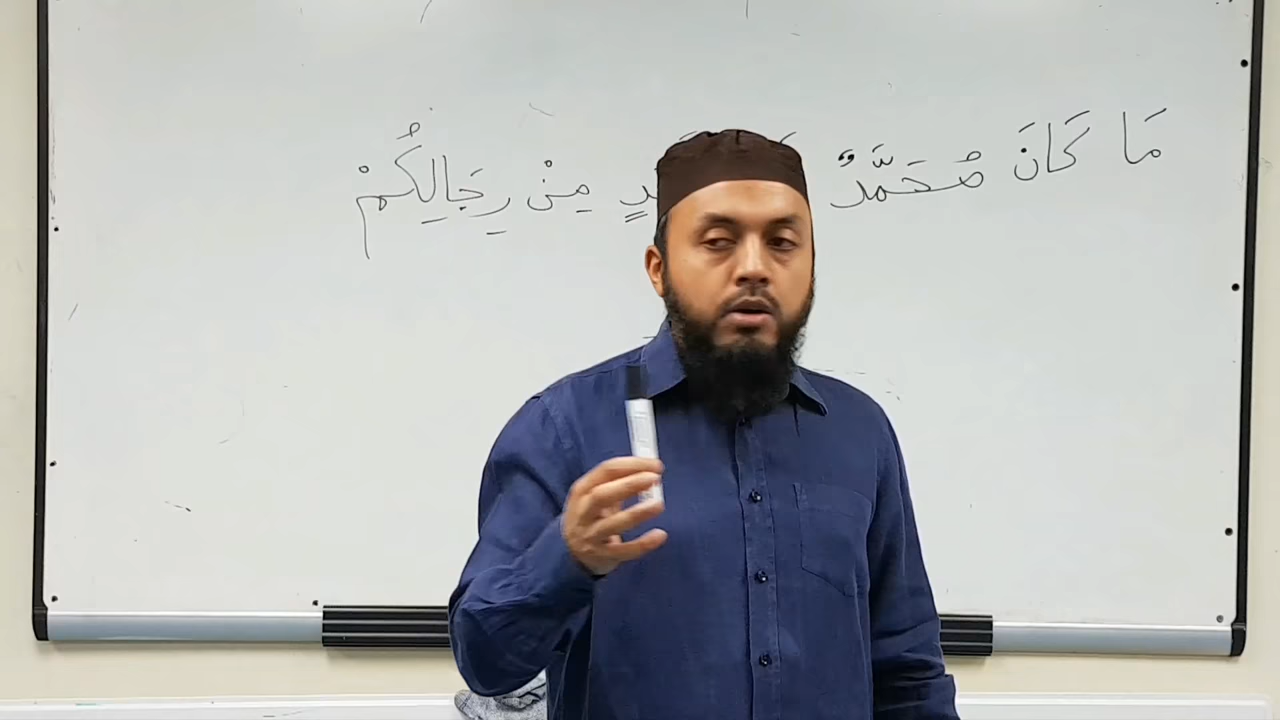 مَا كَانَ مُحَمَّدٌ مِنْ رِجَالِكُمْ